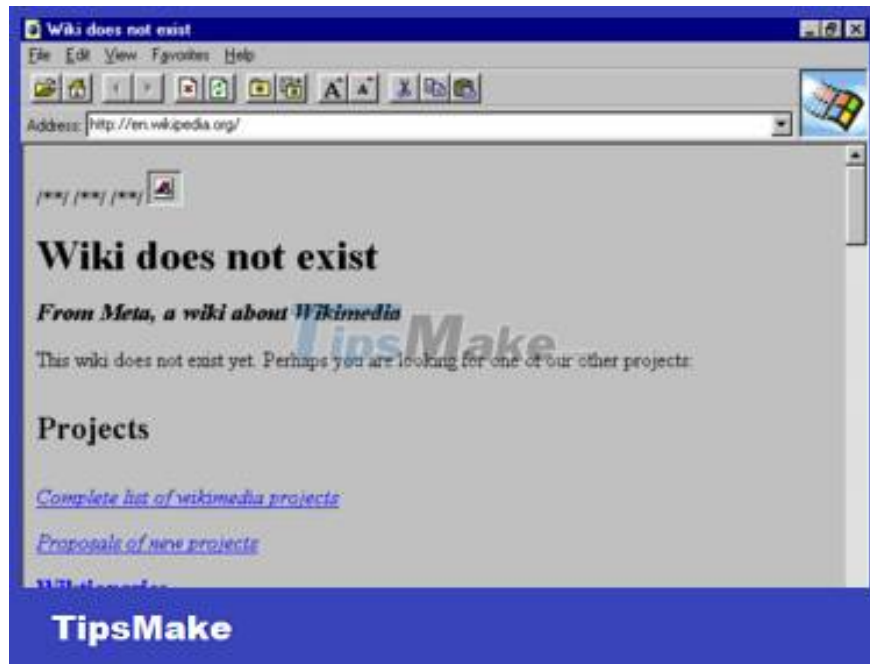 Wiki does not exist
File Edit View Favorites Help
A A
Address: http://en.wikipedia.org/
/**/ /**/ /**/
Wiki does not exist
From Meta, a wiki about Wikimedia
TipsMake
This wiki does not exist yet. Perhaps you are looking for one of our other projects:
Projects
Complete list of wikimedia projects
Proposals of new projects
Wiktionaries
TipsMake